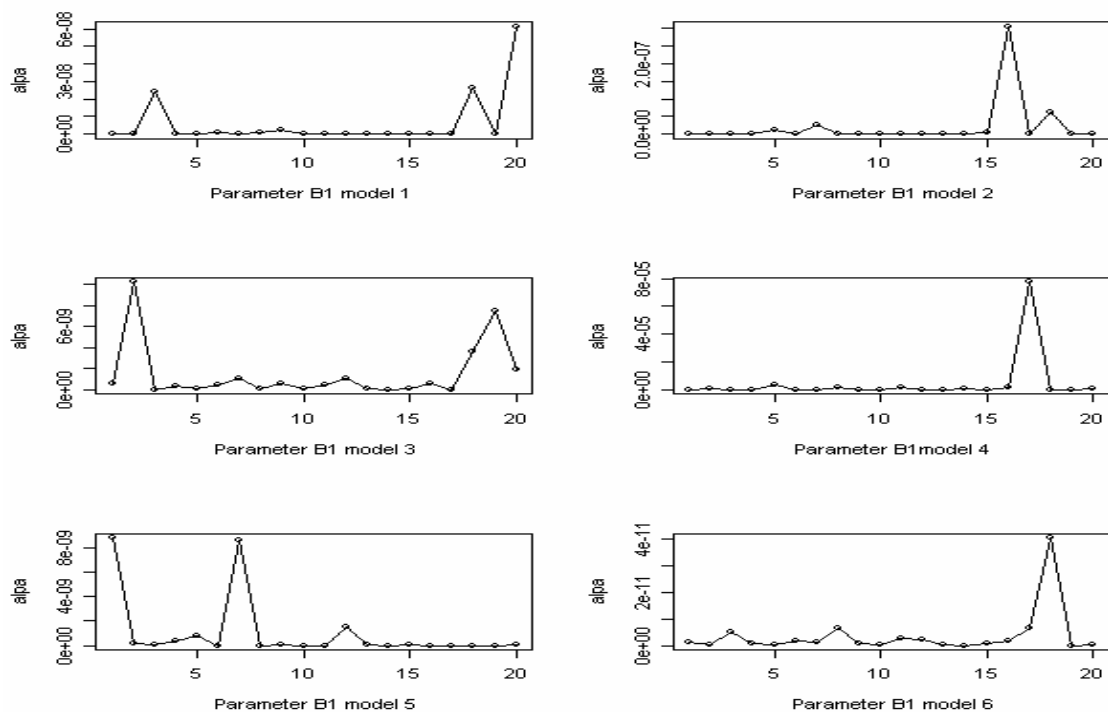 alpa
6e-08
3e-08
0e+00
5 10 15 20
Parameter B1 model 1
alpa
2.0e-07
0.0e+00
5 10 15 20
Parameter B1 model 2
alpa
6e-09
0e+00
5 10 15 20
Parameter B1 model 3
alpa
8e-05
4e-05
0e+00
5 10 15 20
Parameter B1model 4
alpa
8e-09
4e-09
0e+00
5 10 15 20
Parameter B1 model 5
alpa
4e-11
2e-11
0e+00
5 10 15 20
Parameter B1 model 6